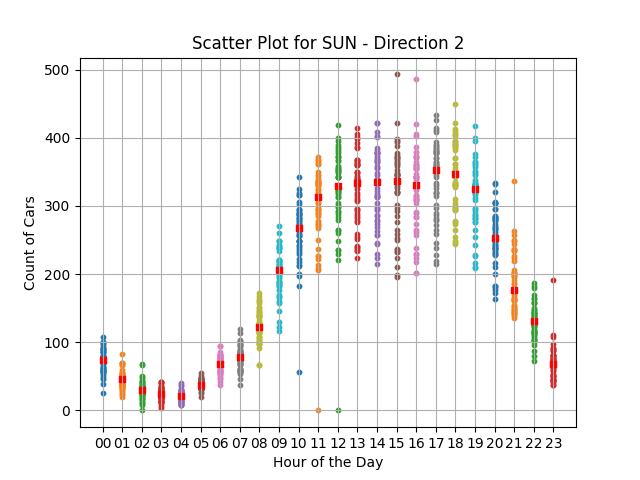 Scatter Plot for SUN - Direction 2
500
400
300
200
100
0
Count of Cars
00 01 02 03 04 05 06 07 08 09 10 11 12 13 14 15 16 17 18 19 20 21 22 23
Hour of the Day